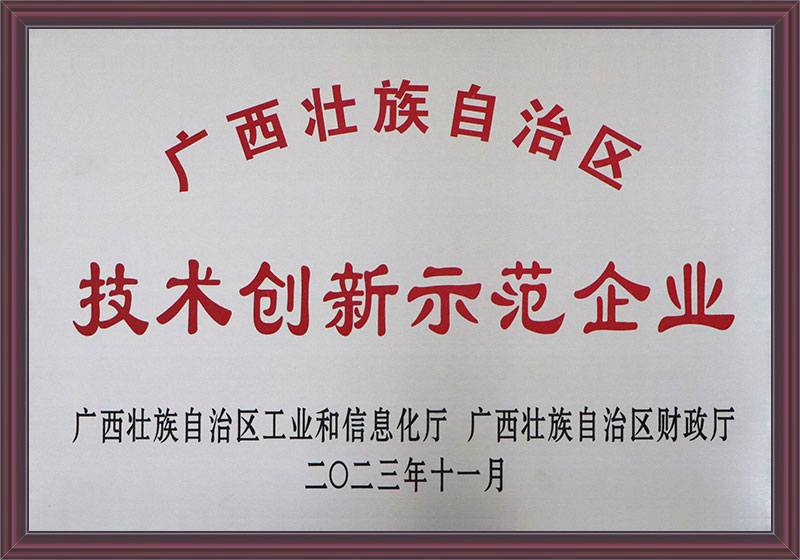 广西壮族自治区
技术创新示范企业
广西壮族自治区工业和信息化厅 广西壮族自治区财政厅
二〇二三年十一月